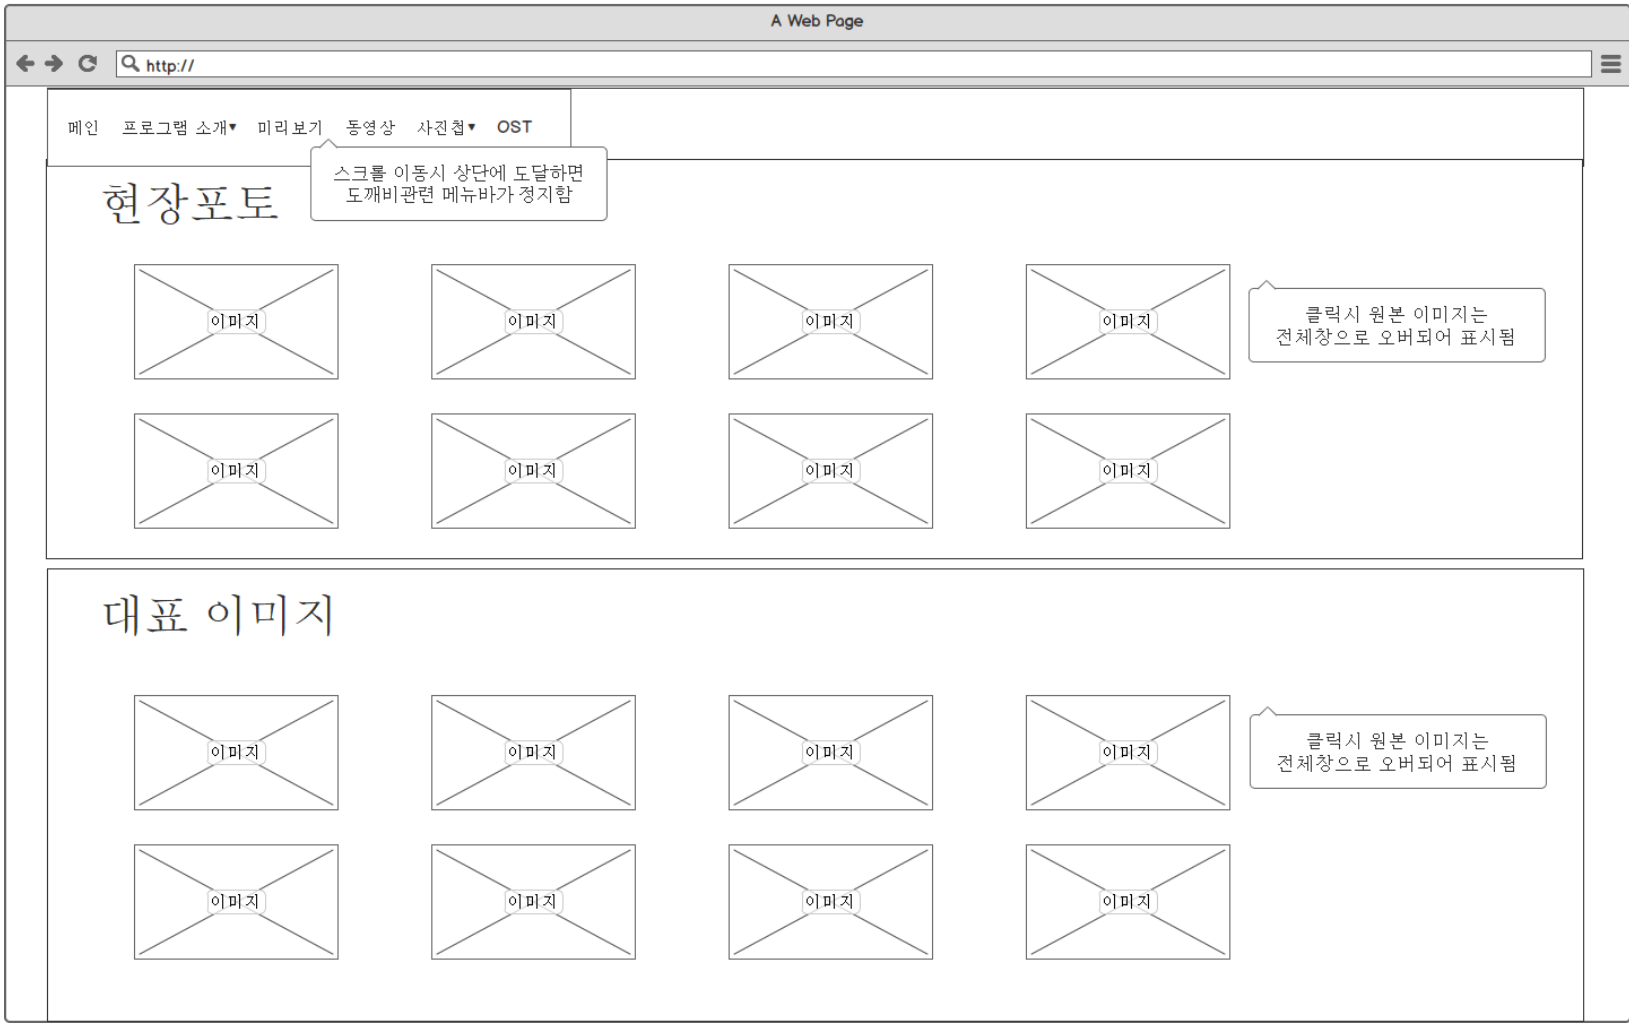 A Web Page
http://
메인 프로그램 소개▾ 미리보기 동영상 사진첩▾ OST
스크롤 이동시 상단에 도달하면
도깨비관련 메뉴바가 정지함
현장포토
이미지 이미지 이미지 이미지
클릭시 원본 이미지는
전체창으로 오버되어 표시됨
이미지 이미지 이미지 이미지
대표 이미지
이미지 이미지 이미지 이미지
클릭시 원본 이미지는
전체창으로 오버되어 표시됨
이미지 이미지 이미지 이미지